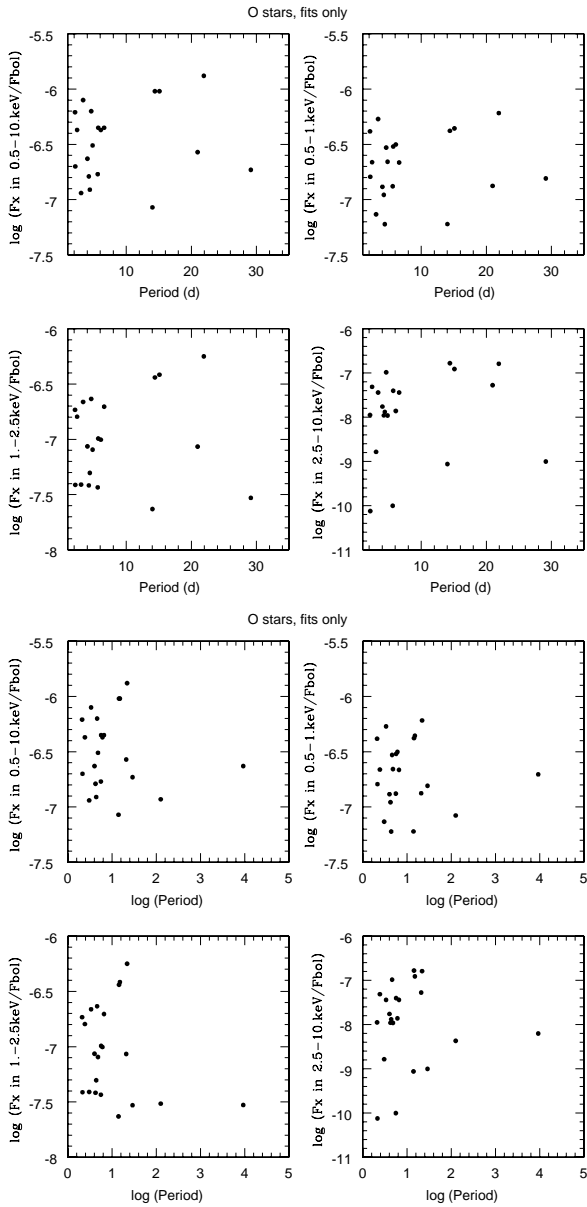 O stars, fits only
log (Fx in 0.5−10.keV/Fbol)
-5.5
-6
-6.5
-7
-7.5
10 20 30
Period (d)
log (Fx in 0.5−1.keV/Fbol)
-5.5
-6
-6.5
-7
-7.5
10 20 30
Period (d)
log (Fx in 1.−2.5keV/Fbol)
-6
-6.5
-7
-7.5
-8
10 20 30
Period (d)
log (Fx in 2.5−10.keV/Fbol)
-6
-7
-8
-9
-10
-11
10 20 30
Period (d)
O stars, fits only
log (Fx in 0.5−10.keV/Fbol)
-5.5
-6
-6.5
-7
-7.5
0 1 2 3 4 5
log (Period)
log (Fx in 0.5−1.keV/Fbol)
-5.5
-6
-6.5
-7
-7.5
0 1 2 3 4 5
log (Period)
log (Fx in 1.−2.5keV/Fbol)
-6
-6.5
-7
-7.5
-8
0 1 2 3 4 5
log (Period)
log (Fx in 2.5−10.keV/Fbol)
-6
-7
-8
-9
-10
-11
0 1 2 3 4 5
log (Period)